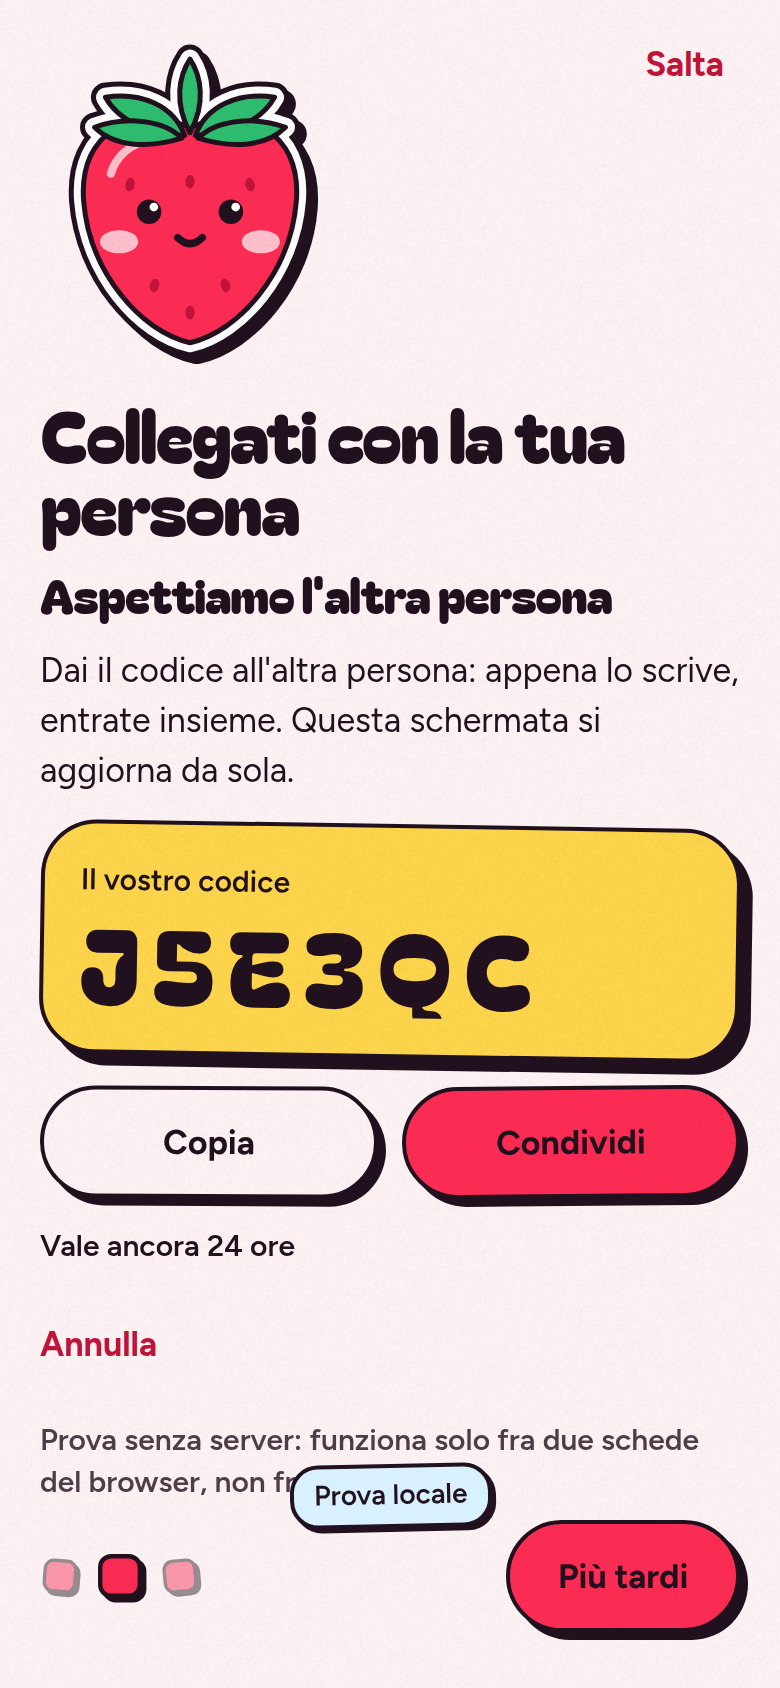 Salta
Collegati con la tua
persona
Aspettiamo l'altra persona
Dai il codice all'altra persona: appena lo scrive,
entrate insieme. Questa schermata si
aggiorna da sola.
Il vostro codice
J5E3QC
Copia
Condividi
Vale ancora 24 ore
Annulla
Prova senza server: funziona solo fra due schede
del browser, non
Prova locale
Più tardi